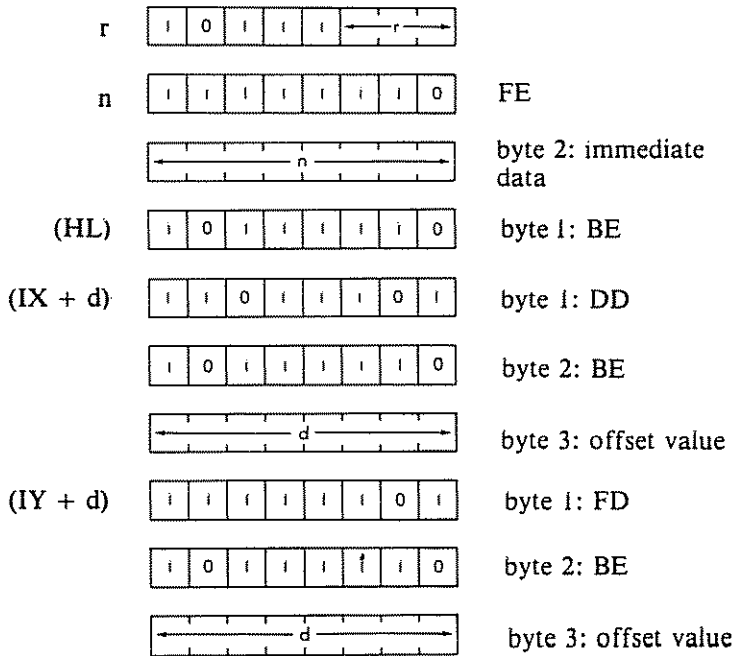 r 1 0 1 1 1 r
n 1 1 1 1 1 1 1 0 FE
n byte 2: immediate
data
(HL) 1 0 1 1 1 1 1 0 byte 1: BE
(IX + d) 1 1 0 1 1 1 0 1 byte 1: DD
1 0 1 1 1 1 1 0 byte 2: BE
d byte 3: offset value
(IY + d) 1 1 1 1 1 1 0 1 byte 1: FD
1 0 1 1 1 1 1 0 byte 2: BE
d byte 3: offset value